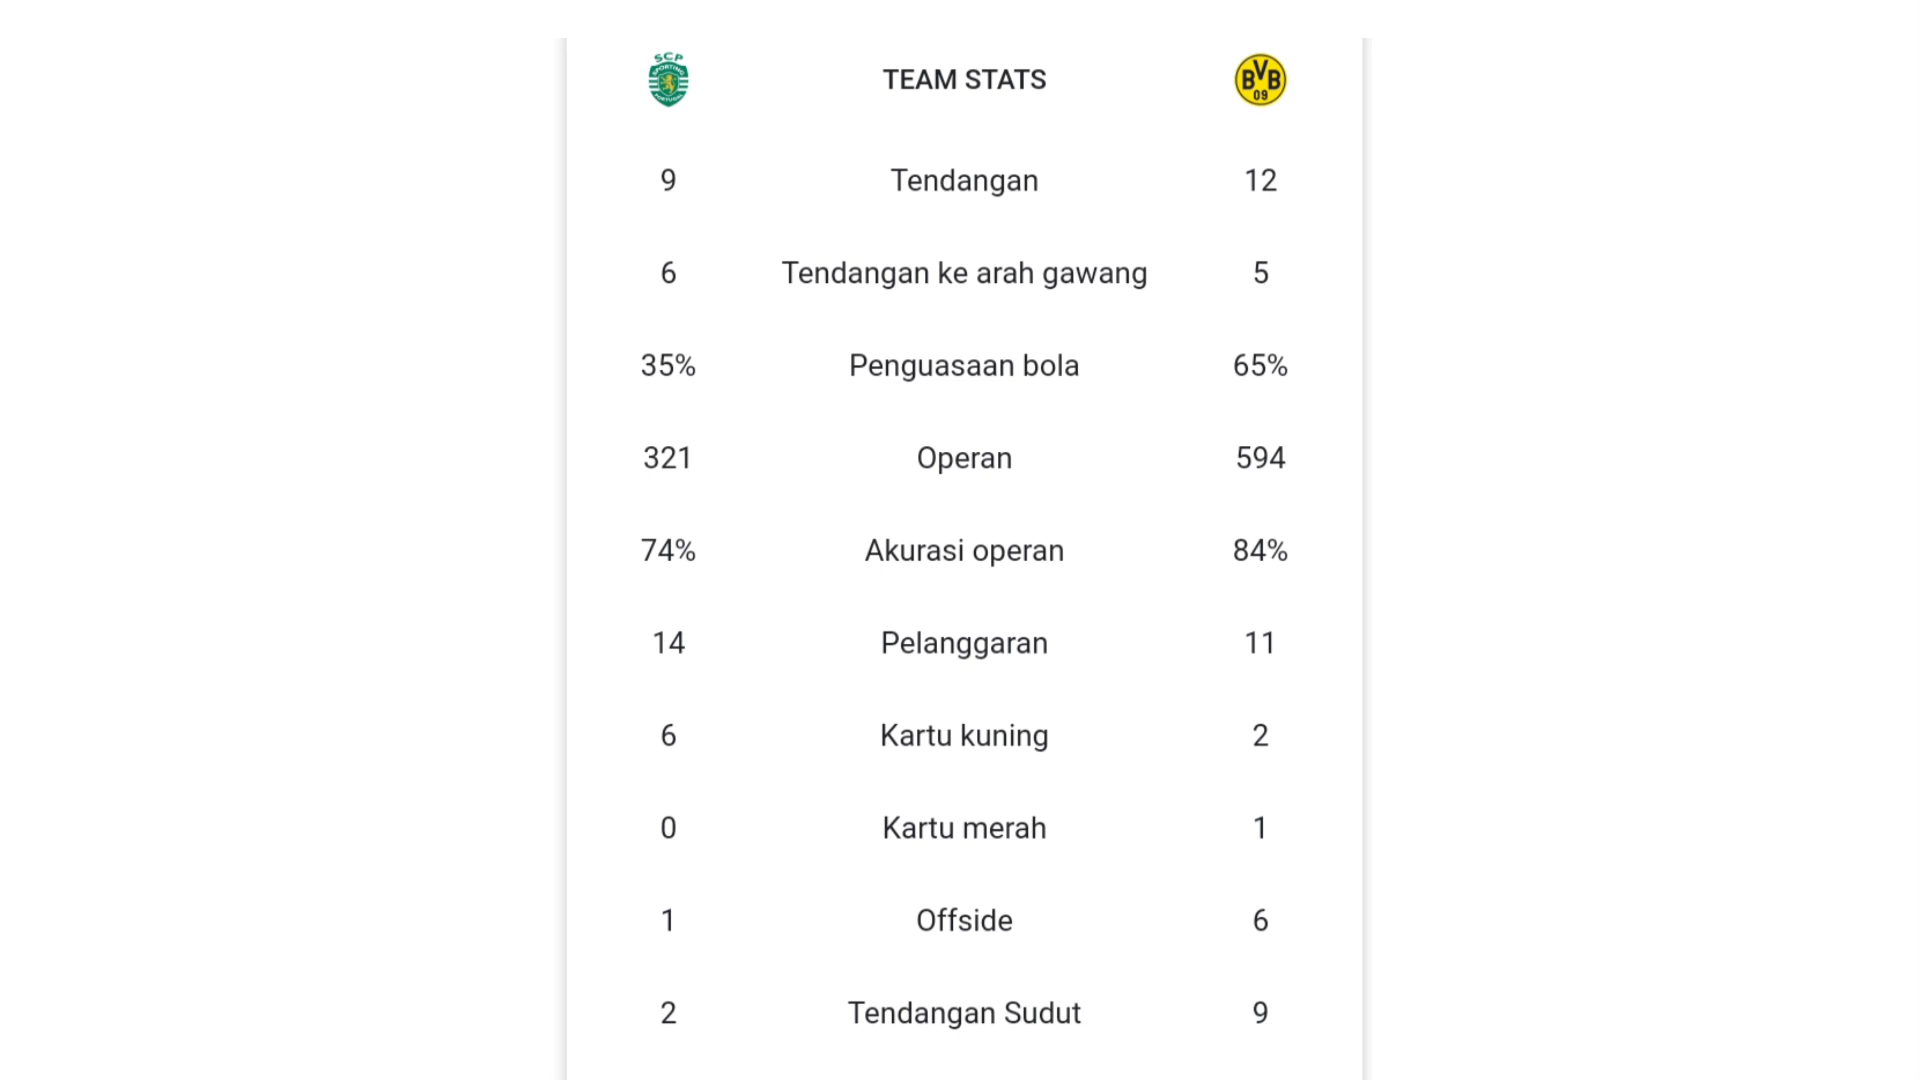 SCP
SPORTING
PORTUGAL
TEAM STATS
BVB
09
9 Tendangan 12
6 Tendangan ke arah gawang 5
35% Penguasaan bola 65%
321 Operan 594
74% Akurasi operan 84%
14 Pelanggaran 11
6 Kartu kuning 2
0 Kartu merah 1
1 Offside 6
2 Tendangan Sudut 9